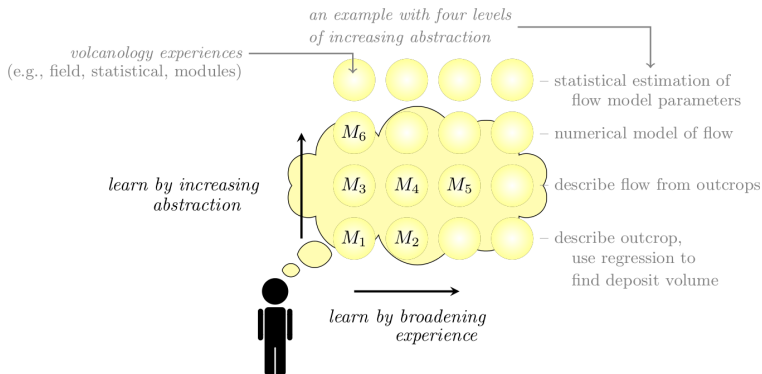 an example with four levels
of increasing abstraction
volcanology experiences
(e.g., field, statistical, modules)
– statistical estimation of
flow model parameters
M6
– numerical model of flow
learn by increasing
abstraction
M3 M4 M5
– describe flow from outcrops
M1 M2
– describe outcrop,
use regression to
find deposit volume
learn by broadening
experience